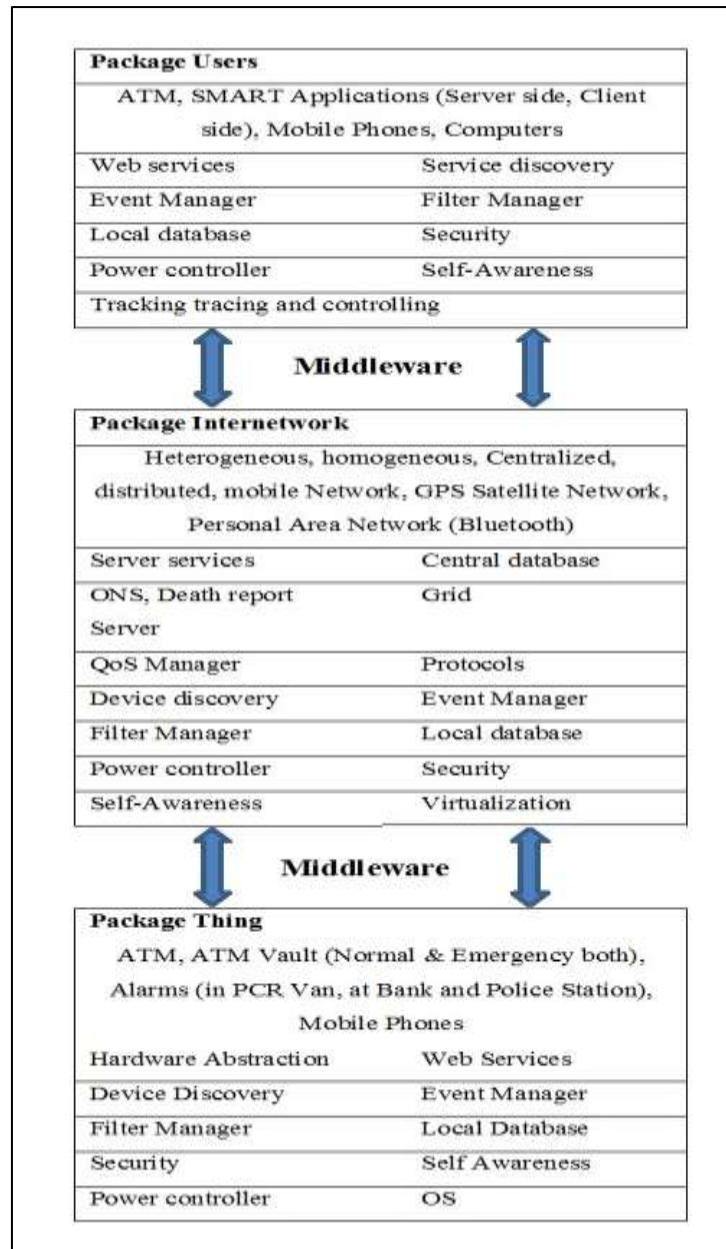 Package Users
ATM, SMART Applications (Server side, Client
side), Mobile Phones, Computers
Web services Service discovery
Event Manager Filter Manager
Local database Security
Power controller Self-Awareness
Tracking tracing and controlling
Middleware
Package Internetwork
Heterogeneous, homogeneous, Centralized,
distributed, mobile Network, GPS Satellite Network,
Personal Area Network (Bluetooth)
Server services Central database
ONS, Death report Grid
Server
QoS Manager Protocols
Device discovery Event Manager
Filter Manager Local database
Power controller Security
Self-Awareness Virtualization
Middleware
Package Thing
ATM, ATM Vault (Normal & Emergency both),
Alarms (in PCR Van, at Bank and Police Station),
Mobile Phones
Hardware Abstraction Web Services
Device Discovery Event Manager
Filter Manager Local Database
Security Self Awareness
Power controller OS